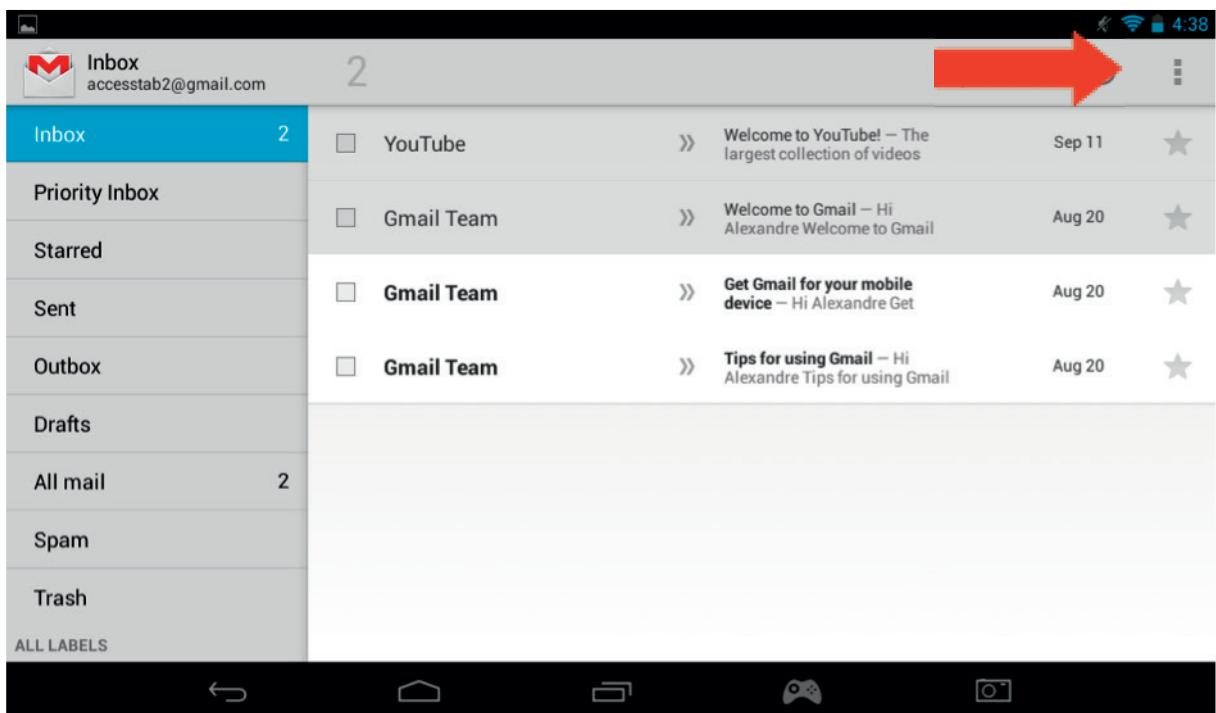 4:38
Inbox
accesstab2@gmail.com
2
Inbox 2
Priority Inbox
Starred
Sent
Outbox
Drafts
All mail 2
Spam
Trash
ALL LABELS
YouTube » Welcome to YouTube! — The Sep 11
largest collection of videos
Gmail Team » Welcome to Gmail — Hi Aug 20
Alexandre Welcome to Gmail
Gmail Team » Get Gmail for your mobile Aug 20
device — Hi Alexandre Get
Gmail Team » Tips for using Gmail — Hi Aug 20
Alexandre Tips for using Gmail